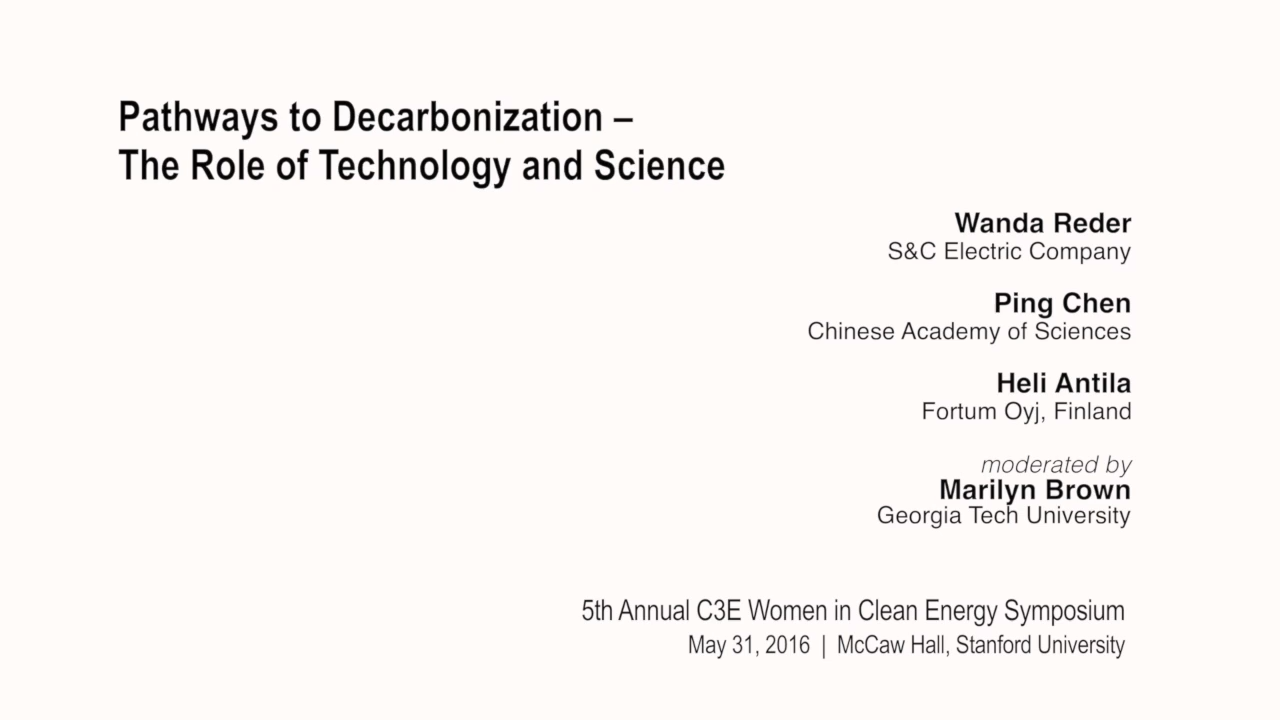 Pathways to Decarbonization –
The Role of Technology and Science
Wanda Reder
S&C Electric Company
Ping Chen
Chinese Academy of Sciences
Heli Antila
Fortum Oyj, Finland
moderated by
Marilyn Brown
Georgia Tech University
5th Annual C3E Women in Clean Energy Symposium
May 31, 2016 | McCaw Hall, Stanford University